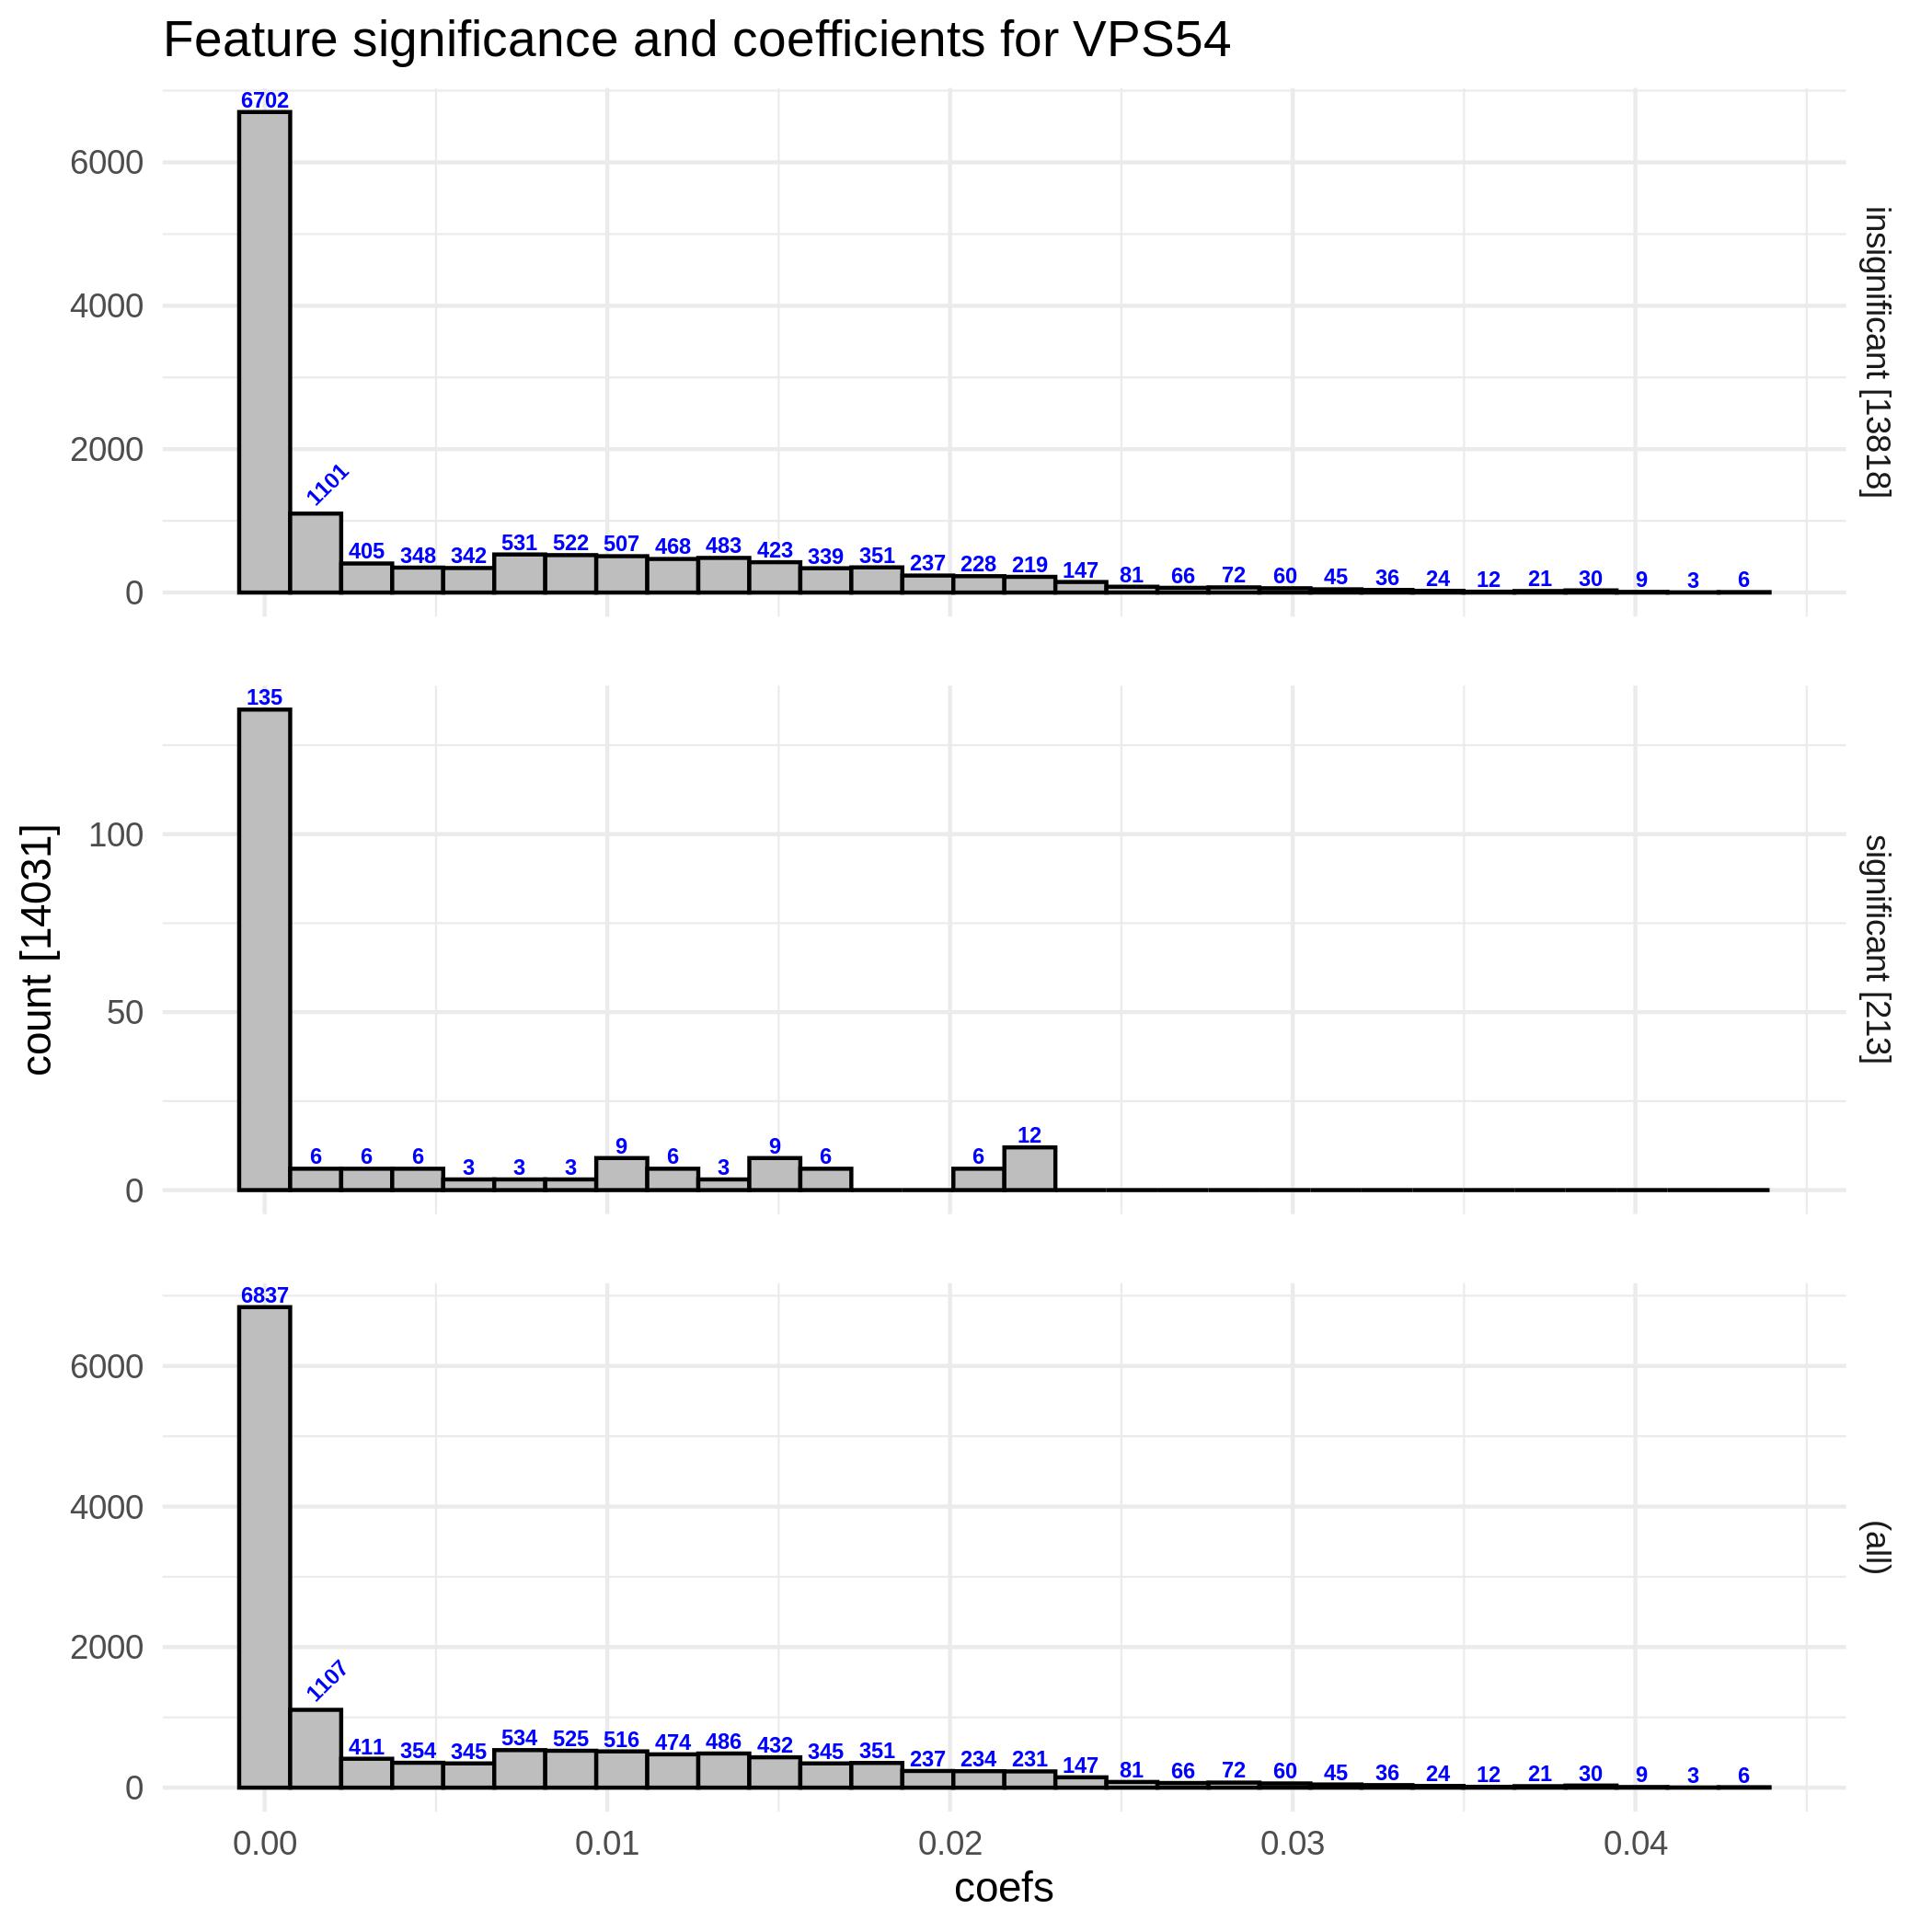 Feature significance and coefficients for VPS54
6702
6000
4000
2000
0
1101
405 348 342 531 522 507 468 483 423 339 351 237 228 219 147 81 66 72 60 45 36 24 12 21 30 9 3 6
insignificant [13818]
135
100
50
0
6 6 6 3 3 3 9 6 3 9 6 6 12
significant [213]
count [14031]
6837
6000
4000
2000
0
1107
411 354 345 534 525 516 474 486 432 345 351 237 234 231 147 81 66 72 60 45 36 24 12 21 30 9 3 6
(all)
0.00 0.01 0.02 0.03 0.04
coefs